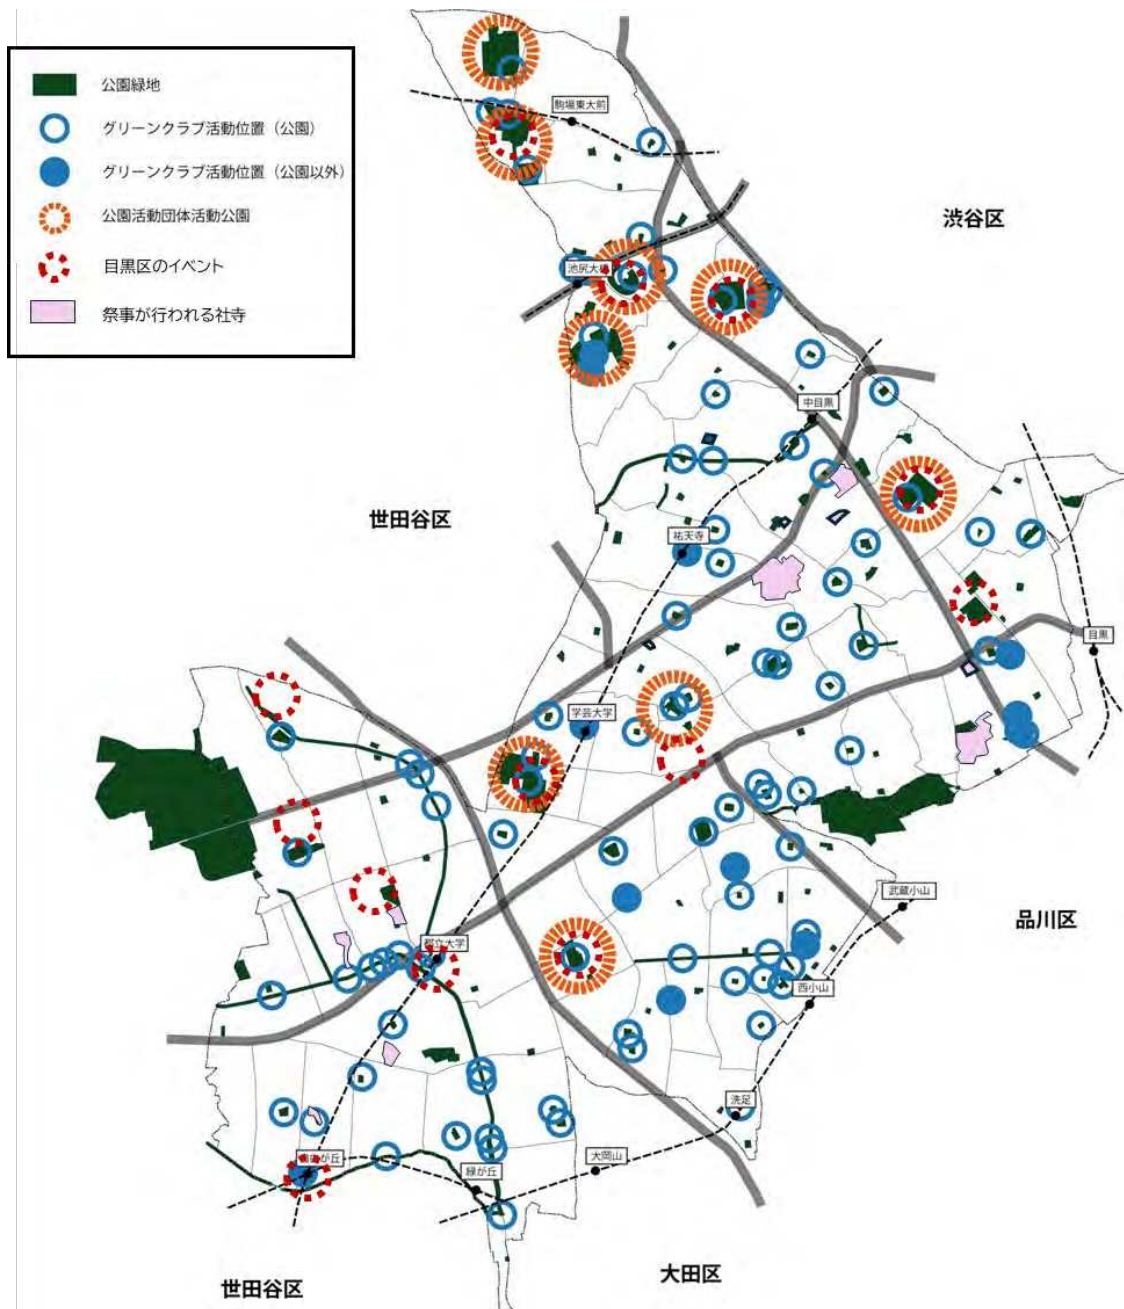 公園緑地
グリーンクラブ活動位置（公園）
グリーンクラブ活動位置（公園以外）
公園活動団体活動公園
目黒区のイベント
祭事が行われる社寺
駒場東大前
渋谷区
池尻大橋
中目黒
世田谷区
祐天寺
目黒
学芸大学
武蔵小山
品川区
都立大学
西小山
洗足
大岡山
自由が丘
緑が丘
大田区
世田谷区